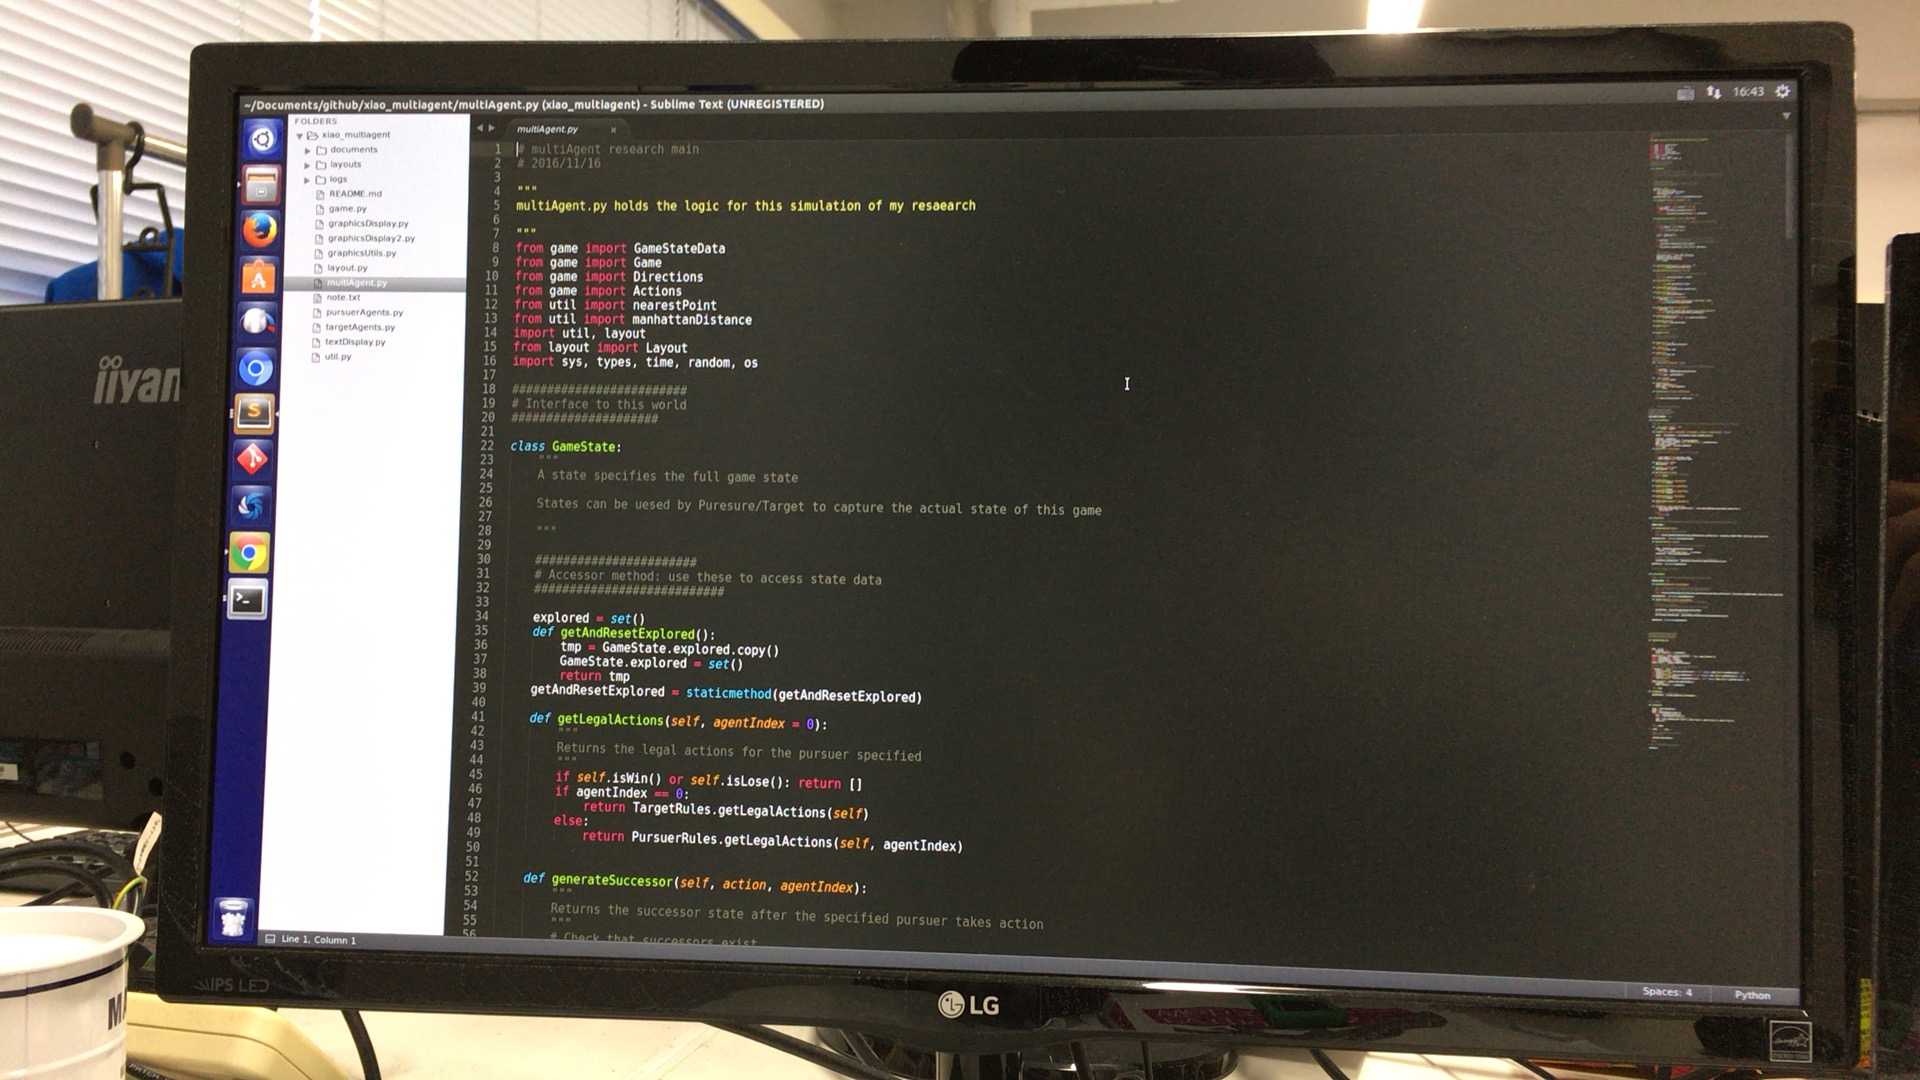 ~/Documents/github/xiao_multiagent/multiAgent.py (xiao_multiagent) - Sublime Text (UNREGISTERED)
16:43
FOLDERS
xiao_multiagent
documents
layouts
logs
README.md
game.py
graphicsDisplay.py
graphicsDisplay2.py
graphicsUtils.py
layout.py
multiAgent.py
note.txt
pursuerAgents.py
targetAgents.py
textDisplay.py
util.py
multiAgent.py
1 # multiAgent research main
2 # 2016/11/16
3
4 """
5 multiAgent.py holds the logic for this simulation of my resaearch
6
7 """
8 from game import GameStateData
9 from game import Game
10 from game import Directions
11 from game import Actions
12 from util import nearestPoint
13 from util import manhattanDistance
14 import util, layout
15 from layout import Layout
16 import sys, types, time, random, os
17
18 #########################
19 # Interface to this world
20 #####################
21
22 class GameState:
23 """
24 A state specifies the full game state
25
26 States can be uesed by Puresure/Target to capture the actual state of this game
27
28 """
29
30 #######################
31 # Accessor method: use these to access state data
32 ###########################
33
34 explored = set()
35 def getAndResetExplored():
36 tmp = GameState.explored.copy()
37 GameState.explored = set()
38 return tmp
39 getAndResetExplored = staticmethod(getAndResetExplored)
40
41 def getLegalActions(self, agentIndex = 0):
42 """
43 Returns the legal actions for the pursuer specified
44 """
45 if self.isWin() or self.isLose(): return []
46 if agentIndex == 0:
47 return TargetRules.getLegalActions(self)
48 else:
49 return PursuerRules.getLegalActions(self, agentIndex)
50
51
52 def generateSuccessor(self, action, agentIndex):
53 """
54 Returns the successor state after the specified pursuer takes action
55 """
56 # Check that successors exist
Line 1, Column 1
Spaces: 4
Python
iiyam
IPS LED
LG
M